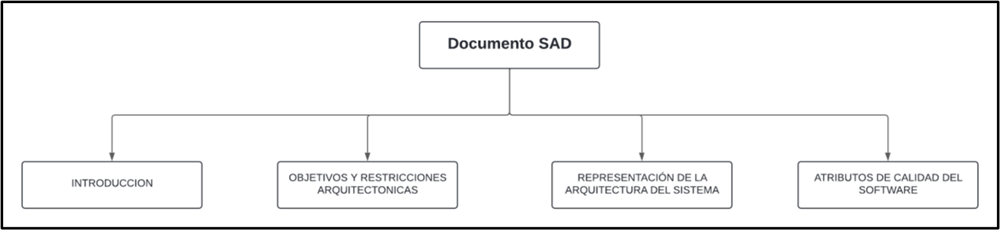 Documento SAD
INTRODUCCION
OBJETIVOS Y RESTRICCIONES
ARQUITECTONICAS
REPRESENTACIÓN DE LA
ARQUITECTURA DEL SISTEMA
ATRIBUTOS DE CALIDAD DEL
SOFTWARE